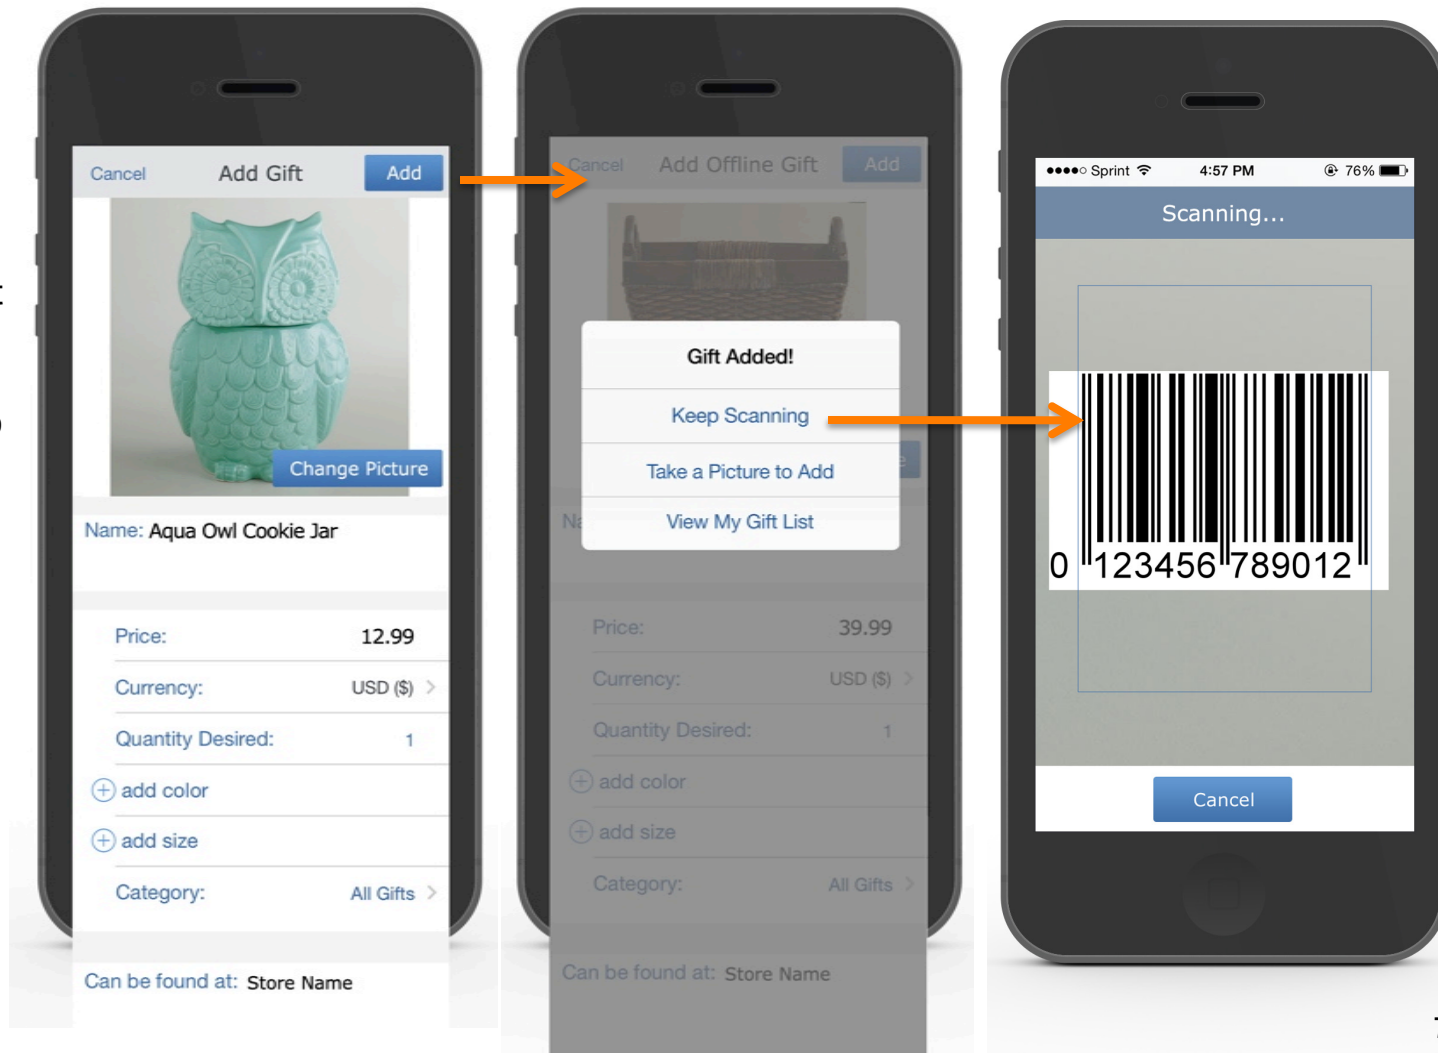 Cancel Add Gift Add
Change Picture
Name: Aqua Owl Cookie Jar
Price: 12.99
Currency: USD ($)
Quantity Desired: 1
add color
add size
Category: All Gifts
Can be found at: Store Name
Cancel Add Offline Gift Add
Gift Added!
Keep Scanning
Take a Picture to Add
View My Gift List
Price: 39.99
Currency: USD ($)
Quantity Desired: 1
add color
add size
Category: All Gifts
Can be found at: Store Name
Sprint 4:57 PM 76%
Scanning...
0 123456 789012
Cancel